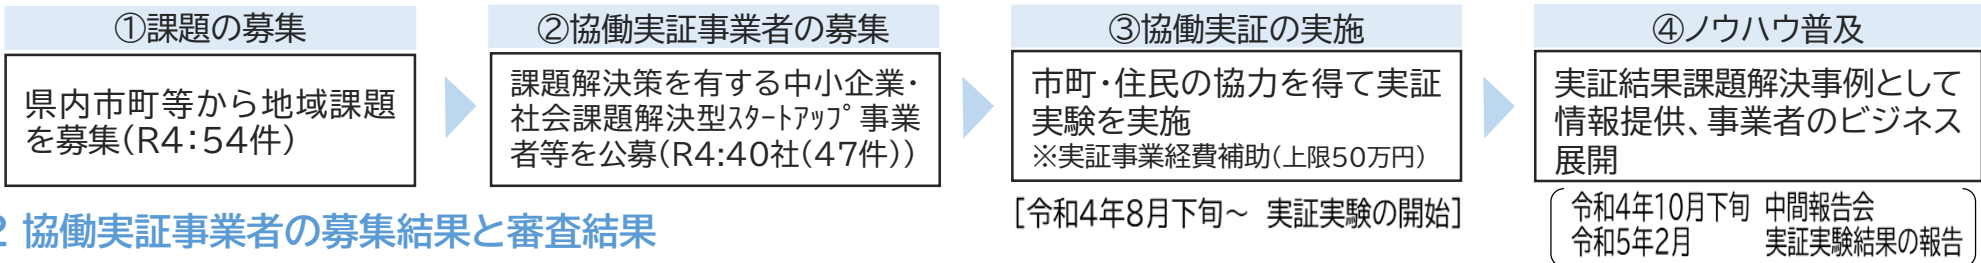 ①課題の募集
県内市町等から地域課題
を募集(R4:54件)
②協働実証事業者の募集
課題解決策を有する中小企業・
社会課題解決型ｽﾀｰﾄｱｯﾌﾟ事業
者等を公募(R4:40社(47件))
③協働実証の実施
市町・住民の協力を得て実証
実験を実施
※実証事業経費補助(上限50万円)
[令和4年8月下旬～ 実証実験の開始]
④ノウハウ普及
実証結果課題解決事例として
情報提供、事業者のビジネス
展開
令和4年10月下旬 中間報告会
令和5年2月 実証実験結果の報告
2 協働実証事業者の募集結果と審査結果